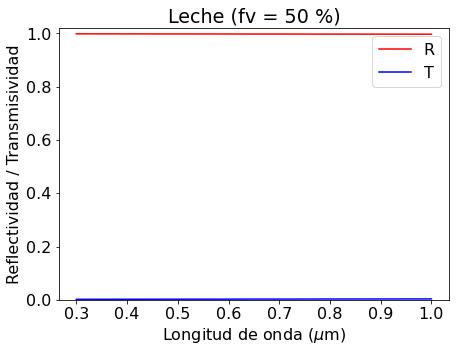 Leche (fv = 50 %)
Reflectividad / Transmisividad
1.0
0.8
0.6
0.4
0.2
0.0
R
T
0.3 0.4 0.5 0.6 0.7 0.8 0.9 1.0
Longitud de onda (μm)